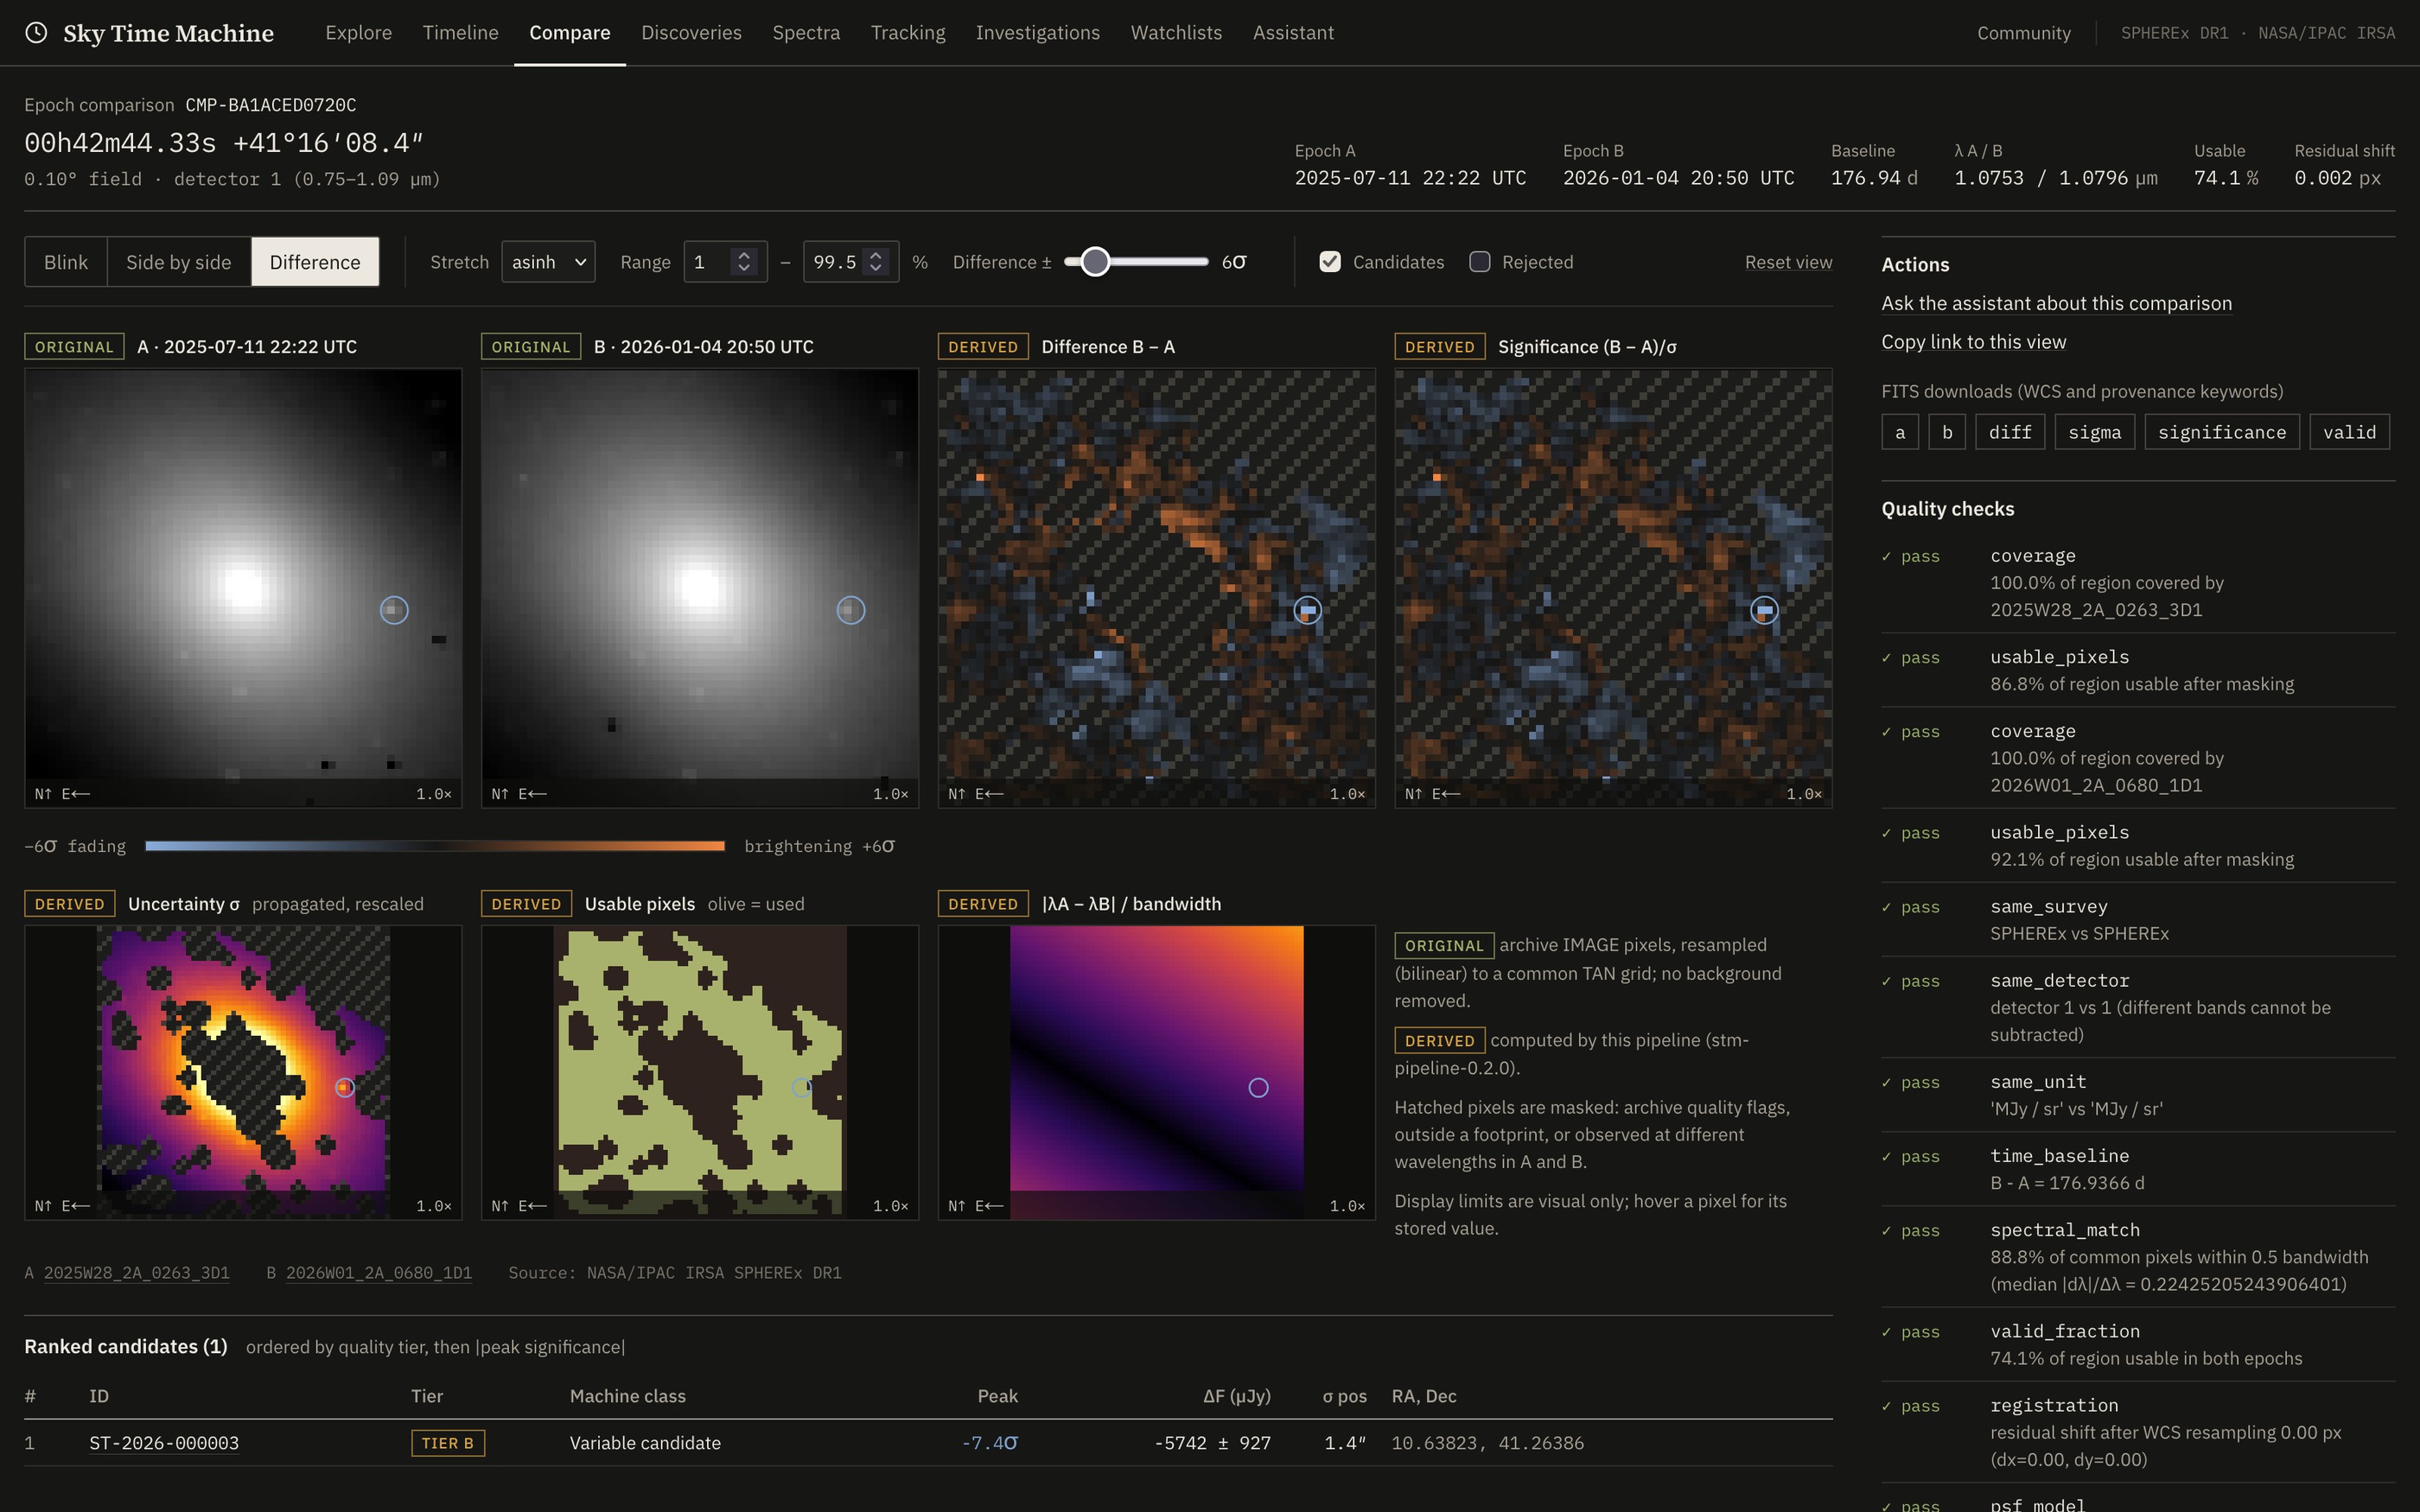 Sky Time Machine Explore Timeline Compare Discoveries Spectra Tracking Investigations Watchlists Assistant Community SPHEREx DR1 · NASA/IPAC IRSA
Epoch comparison CMP-BA1ACED0720C
00h42m44.33s +41°16′08.4″
0.10° field · detector 1 (0.75–1.09 µm)
Epoch A Epoch B Baseline λ A / B Usable Residual shift
2025-07-11 22:22 UTC 2026-01-04 20:50 UTC 176.94 d 1.0753 / 1.0796 µm 74.1 % 0.002 px
Blink Side by side Difference Stretch asinh Range 1 – 99.5 % Difference ± 6σ Candidates Rejected Reset view
ORIGINAL A · 2025-07-11 22:22 UTC
ORIGINAL B · 2026-01-04 20:50 UTC
DERIVED Difference B – A
DERIVED Significance (B – A)/σ
N↑ E⟵ 1.0×
N↑ E⟵ 1.0×
N↑ E⟵ 1.0×
N↑ E⟵ 1.0×
−6σ fading brightening +6σ
DERIVED Uncertainty σ propagated, rescaled
DERIVED Usable pixels olive = used
DERIVED |λA – λB| / bandwidth
N↑ E⟵ 1.0×
N↑ E⟵ 1.0×
N↑ E⟵ 1.0×
ORIGINAL archive IMAGE pixels, resampled
(bilinear) to a common TAN grid; no background
removed.
DERIVED computed by this pipeline (stm-
pipeline-0.2.0).
Hatched pixels are masked: archive quality flags,
outside a footprint, or observed at different
wavelengths in A and B.
Display limits are visual only; hover a pixel for its
stored value.
A 2025W28_2A_0263_3D1 B 2026W01_2A_0680_1D1 Source: NASA/IPAC IRSA SPHEREx DR1
Ranked candidates (1) ordered by quality tier, then |peak significance|
# ID Tier Machine class Peak ΔF (µJy) σ pos RA, Dec
1 ST-2026-000003 TIER B Variable candidate -7.4σ -5742 ± 927 1.4″ 10.63823, 41.26386
Actions
Ask the assistant about this comparison
Copy link to this view
FITS downloads (WCS and provenance keywords)
a b diff sigma significance valid
Quality checks
✓ pass coverage
100.0% of region covered by
2025W28_2A_0263_3D1
✓ pass usable_pixels
86.8% of region usable after masking
✓ pass coverage
100.0% of region covered by
2026W01_2A_0680_1D1
✓ pass usable_pixels
92.1% of region usable after masking
✓ pass same_survey
SPHEREx vs SPHEREx
✓ pass same_detector
detector 1 vs 1 (different bands cannot be
subtracted)
✓ pass same_unit
'MJy / sr' vs 'MJy / sr'
✓ pass time_baseline
B - A = 176.9366 d
✓ pass spectral_match
88.8% of common pixels within 0.5 bandwidth
(median |dλ|/Δλ = 0.22425205243906401)
✓ pass valid_fraction
74.1% of region usable in both epochs
✓ pass registration
residual shift after WCS resampling 0.00 px
(dx=0.00, dy=0.00)
✓ pass psf_model